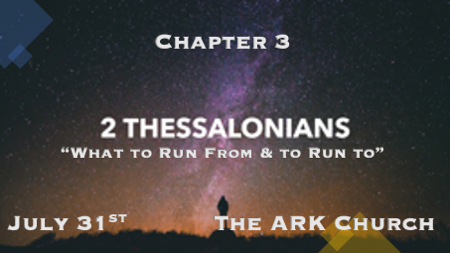 Chapter 3
2 THESSALONIANS
“What to Run From & to Run to”
July 31st
The ARK Church